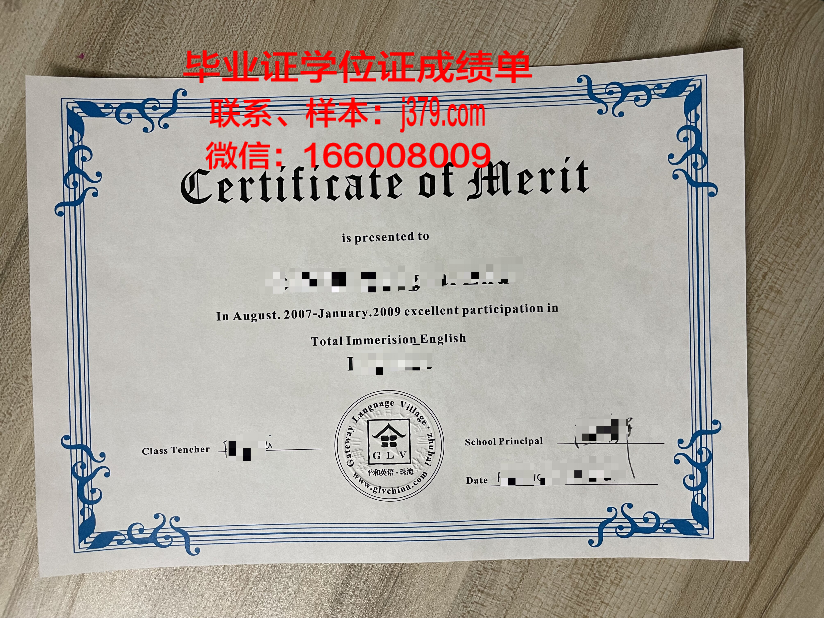 毕业证学位证成绩单
联系、样本：j379.com
微信：166008009
Certificate of Merit
is presented to
In August. 2007-January.2009 excellent participation in
Total Immerision English
Gateway Language Village·zhuhai
GLV
www.glvchina.com
Class Tencher
School Principal
Date